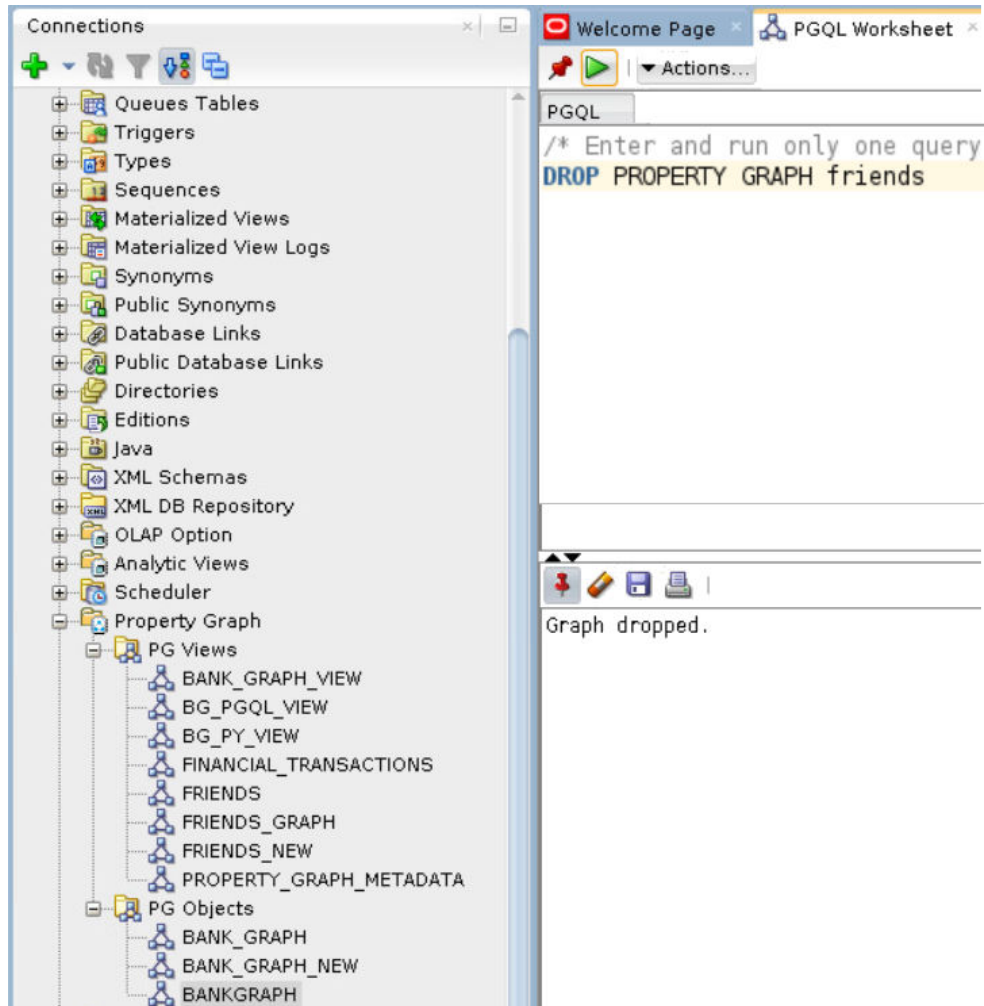 Connections
Queues Tables
Triggers
Types
Sequences
Materialized Views
Materialized View Logs
Synonyms
Public Synonyms
Database Links
Public Database Links
Directories
Editions
Java
XML Schemas
XML DB Repository
OLAP Option
Analytic Views
Scheduler
Property Graph
PG Views
BANK_GRAPH_VIEW
BG_PGQL_VIEW
BG_PY_VIEW
FINANCIAL_TRANSACTIONS
FRIENDS
FRIENDS_GRAPH
FRIENDS_NEW
PROPERTY_GRAPH_METADATA
PG Objects
BANK_GRAPH
BANK_GRAPH_NEW
BANKGRAPH
Welcome Page
PGQL Worksheet
Actions...
PGQL
/* Enter and run only one query
DROP PROPERTY GRAPH friends
Graph dropped.